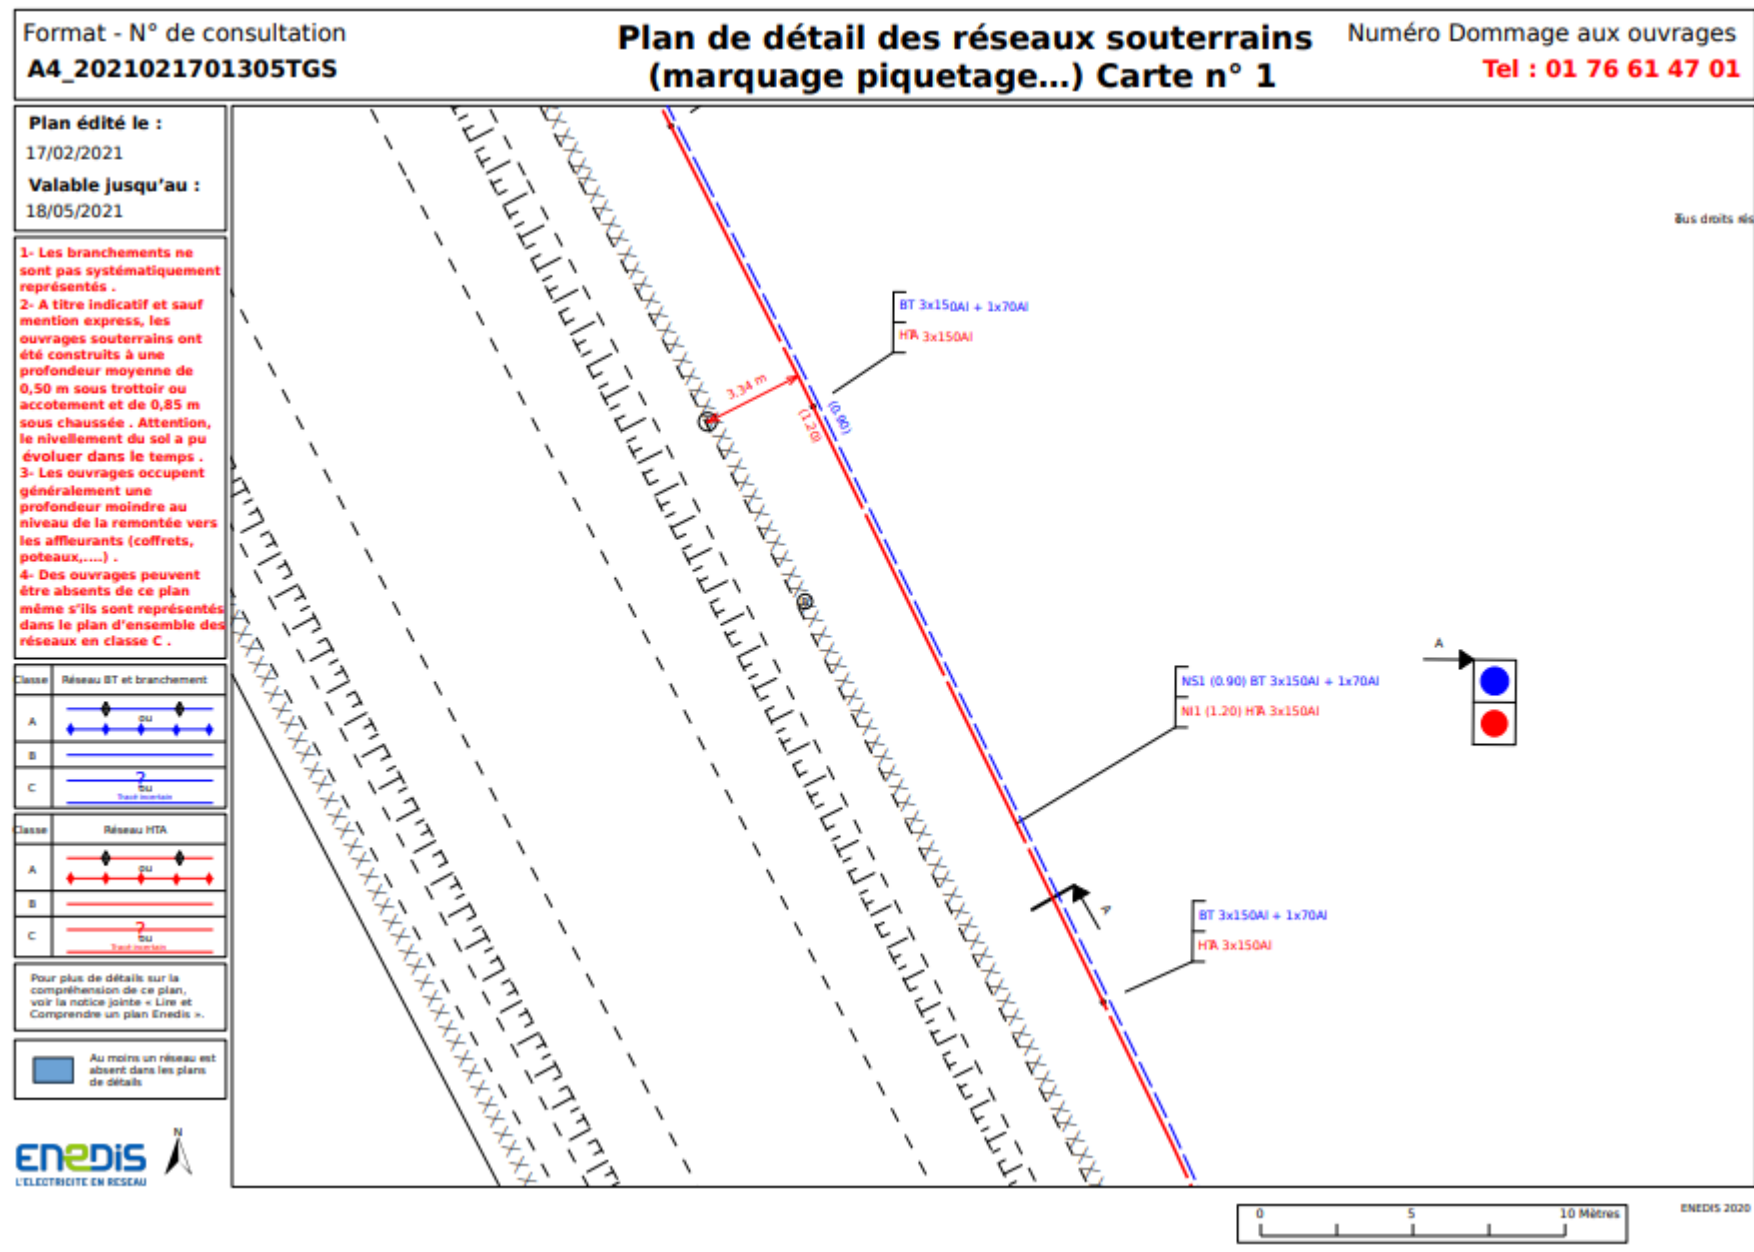 Format - N° de consultation
A4_2021021701305TGS
Plan de détail des réseaux souterrains
(marquage piquetage...) Carte n° 1
Numéro Dommage aux ouvrages
Tel : 01 76 61 47 01
Plan édité le :
17/02/2021
Valable jusqu'au :
18/05/2021
1- Les branchements ne
sont pas systématiquement
représentés .
2- A titre indicatif et sauf
mention express, les
ouvrages souterrains ont
été construits à une
profondeur moyenne de
0,50 m sous trottoir ou
accotement et de 0,85 m
sous chaussée . Attention,
le nivellement du sol a pu
évoluer dans le temps .
3- Les ouvrages occupent
généralement une
profondeur moindre au
niveau de la remontée vers
les affleurants (coffrets,
poteaux,....) .
4- Des ouvrages peuvent
être absents de ce plan
même s'ils sont représentés
dans le plan d'ensemble des
réseaux en classe C .
Classe Réseau BT et branchement
A ou
B
C ? ou
Tracé incertain
Classe Réseau HTA
A ou
B
C ? ou
Tracé incertain
Pour plus de détails sur la
compréhension de ce plan,
voir la notice jointe « Lire et
Comprendre un plan Enedis ».
Au moins un réseau est
absent dans les plans
de détails
ENEDIS
L'ELECTRICITE EN RESEAU
N
droits rés
BT 3x150Al + 1x70Al
HTA 3x150Al
3,34 m
(0.90)
(1.20)
NS1 (0.90) BT 3x150Al + 1x70Al
NI1 (1.20) HTA 3x150Al
A
A
BT 3x150Al + 1x70Al
HTA 3x150Al
0 5 10 Mètres
ENEDIS 2020